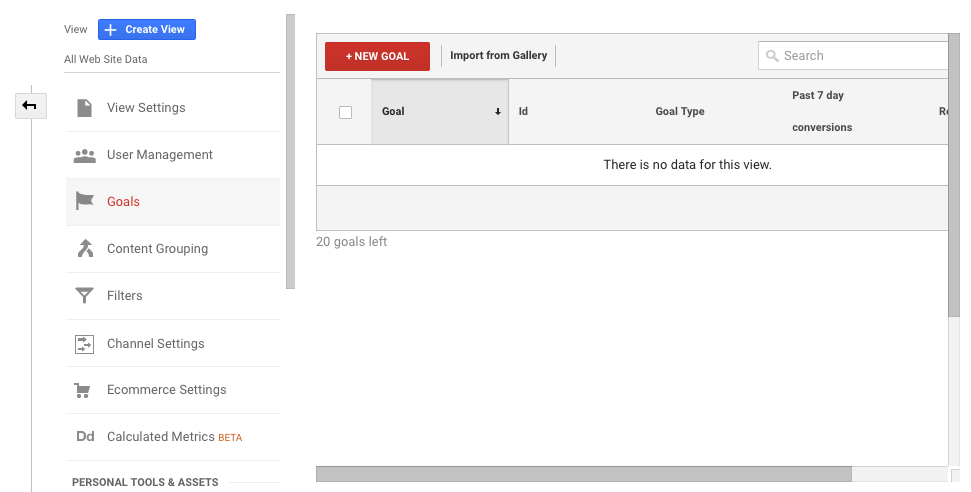 View
+ Create View
All Web Site Data
View Settings
User Management
Goals
Content Grouping
Filters
Channel Settings
Ecommerce Settings
Dd Calculated Metrics BETA
PERSONAL TOOLS & ASSETS
+ NEW GOAL
Import from Gallery
Search
Goal
Id
Goal Type
Past 7 day
conversions
There is no data for this view.
20 goals left